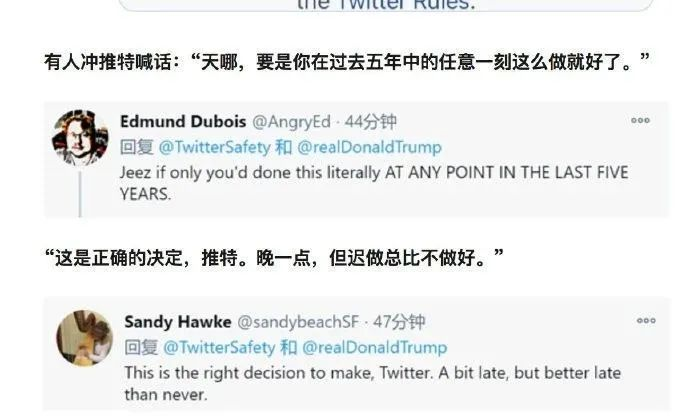 the Twitter Rules.
有人冲推特喊话：“天哪，要是你在过去五年中的任意一刻这么做就好了。”
Edmund Dubois @AngryEd · 44分钟
回复 @TwitterSafety 和 @realDonaldTrump
Jeez if only you'd done this literally AT ANY POINT IN THE LAST FIVE
YEARS.
“这是正确的决定，推特。晚一点，但迟做总比不做好。”
Sandy Hawke @sandybeachSF · 47分钟
回复 @TwitterSafety 和 @realDonaldTrump
This is the right decision to make, Twitter. A bit late, but better late
than never.